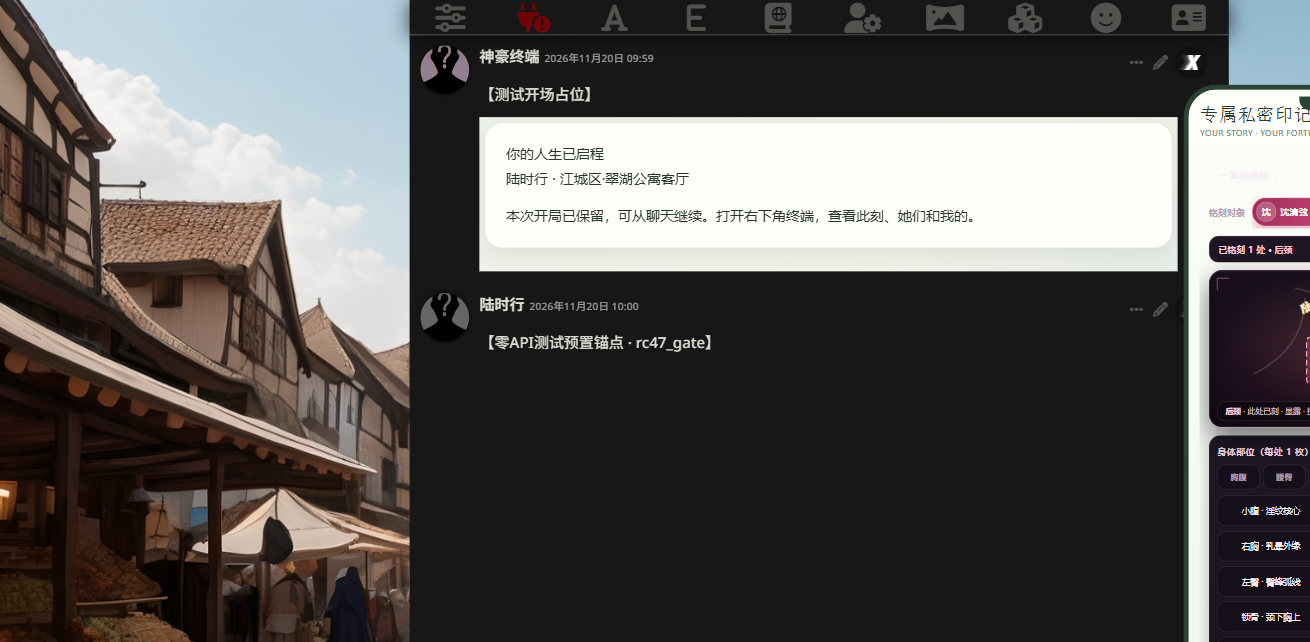 神豪终端 2026年11月20日 09:59
【测试开场占位】
你的人生已启程
陆时行 · 江城区·翠湖公寓客厅
本次开局已保留，可从聊天继续。打开右下角终端，查看此刻、她们和我的。
陆时行 2026年11月20日 10:00
【零API测试预置锚点 · rc47_gate】
专属私密印记
YOUR STORY · YOUR FORT
铭刻对象 沈 沈清弦
已铭刻 1 处 • 后颈
后颈 · 此处已刻 · 显露
身体部位（每处 1 枚）
胸腹 腰臀
小腹 · 淫纹核心
右胸 · 乳晕外缘
左臀 · 臀峰弧线
锁骨 · 颈下胸上